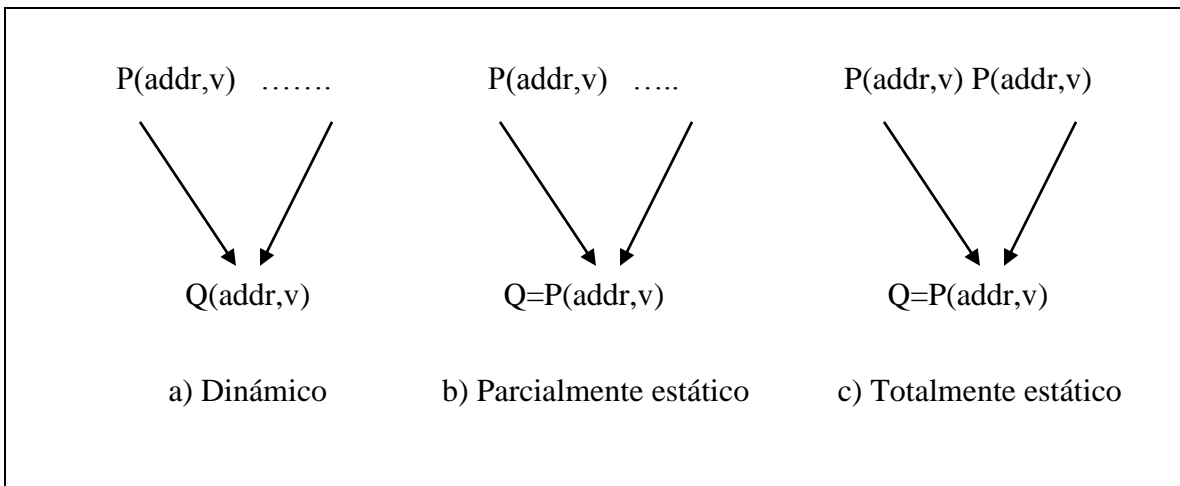 P(addr,v) ……. P(addr,v) ….. P(addr,v) P(addr,v)
Q(addr,v) Q=P(addr,v) Q=P(addr,v)
a) Dinámico b) Parcialmente estático c) Totalmente estático